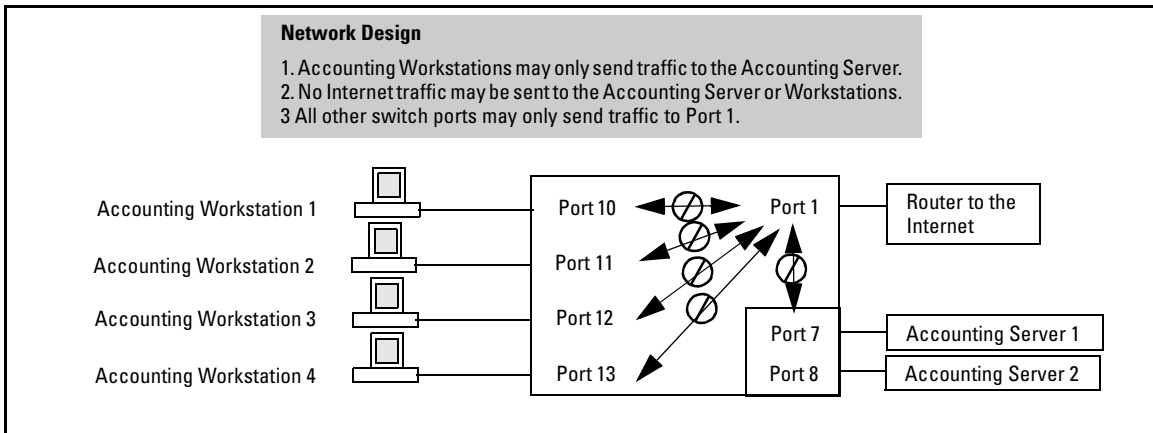 Network Design
1. Accounting Workstations may only send traffic to the Accounting Server.
2. No Internet traffic may be sent to the Accounting Server or Workstations.
3 All other switch ports may only send traffic to Port 1.
Accounting Workstation 1
Port 10
Port 1
Router to the
Internet
Accounting Workstation 2
Port 11
Accounting Workstation 3
Port 12
Port 7
Accounting Server 1
Accounting Workstation 4
Port 13
Port 8
Accounting Server 2